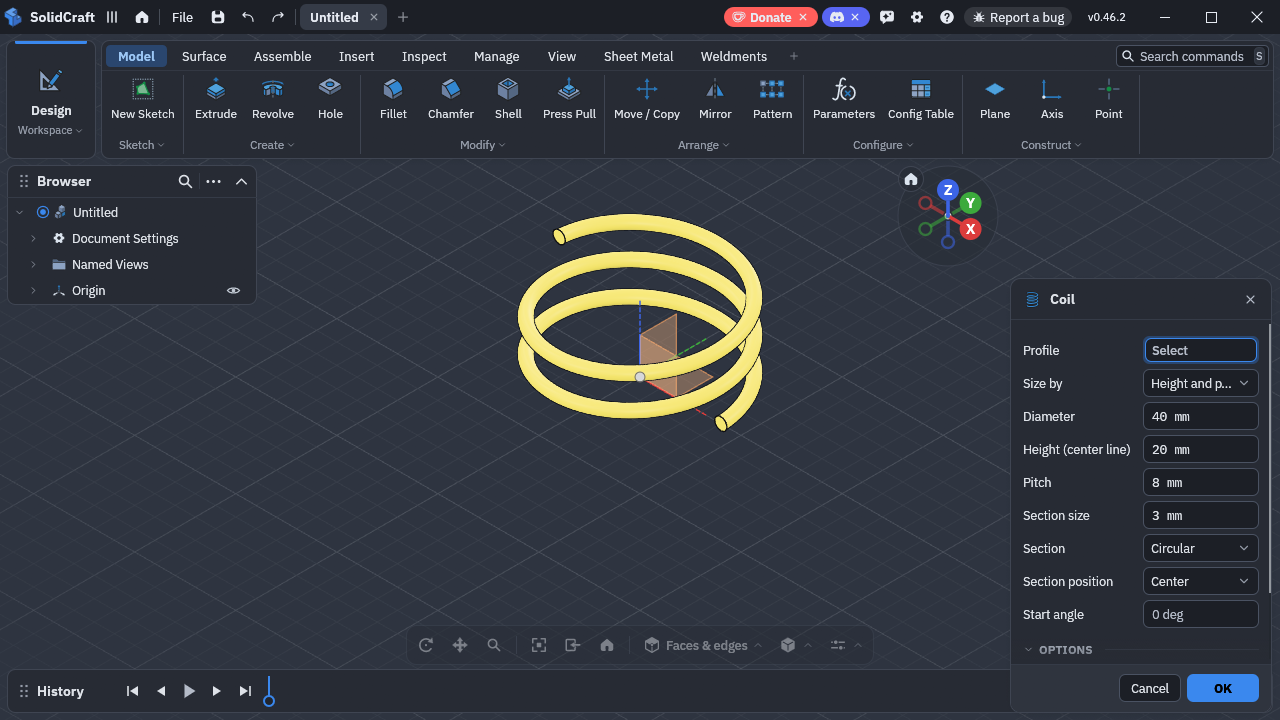 SolidCraft
File
Untitled
Donate
Report a bug
v0.46.2
Design
Workspace
Model
Surface
Assemble
Insert
Inspect
Manage
View
Sheet Metal
Weldments
Search commands
S
New Sketch
Extrude
Revolve
Hole
Fillet
Chamfer
Shell
Press Pull
Move / Copy
Mirror
Pattern
Parameters
Config Table
Plane
Axis
Point
Sketch
Create
Modify
Arrange
Configure
Construct
Browser
Untitled
Document Settings
Named Views
Origin
Z
Y
X
Coil
Profile
Select
Size by
Height and p...
Diameter
40 mm
Height (center line)
20 mm
Pitch
8 mm
Section size
3 mm
Section
Circular
Section position
Center
Start angle
0 deg
OPTIONS
Cancel
OK
Faces & edges
History